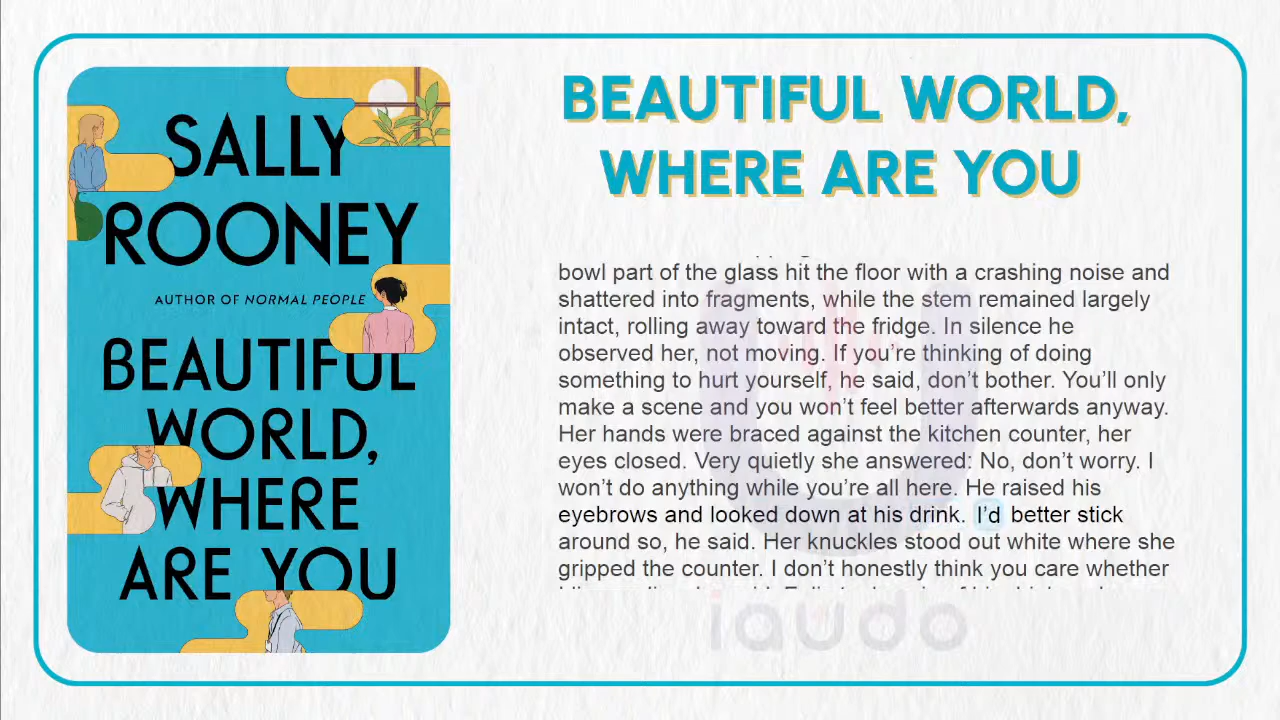 SALLY
ROONEY
AUTHOR OF NORMAL PEOPLE
BEAUTIFUL
WORLD,
WHERE
ARE YOU
BEAUTIFUL WORLD,
WHERE ARE YOU
bowl part of the glass hit the floor with a crashing noise and
shattered into fragments, while the stem remained largely
intact, rolling away toward the fridge. In silence he
observed her, not moving. If you’re thinking of doing
something to hurt yourself, he said, don’t bother. You’ll only
make a scene and you won’t feel better afterwards anyway.
Her hands were braced against the kitchen counter, her
eyes closed. Very quietly she answered: No, don’t worry. I
won’t do anything while you’re all here. He raised his
eyebrows and looked down at his drink. I’d better stick
around so, he said. Her knuckles stood out white where she
gripped the counter. I don’t honestly think you care whether
iaudo